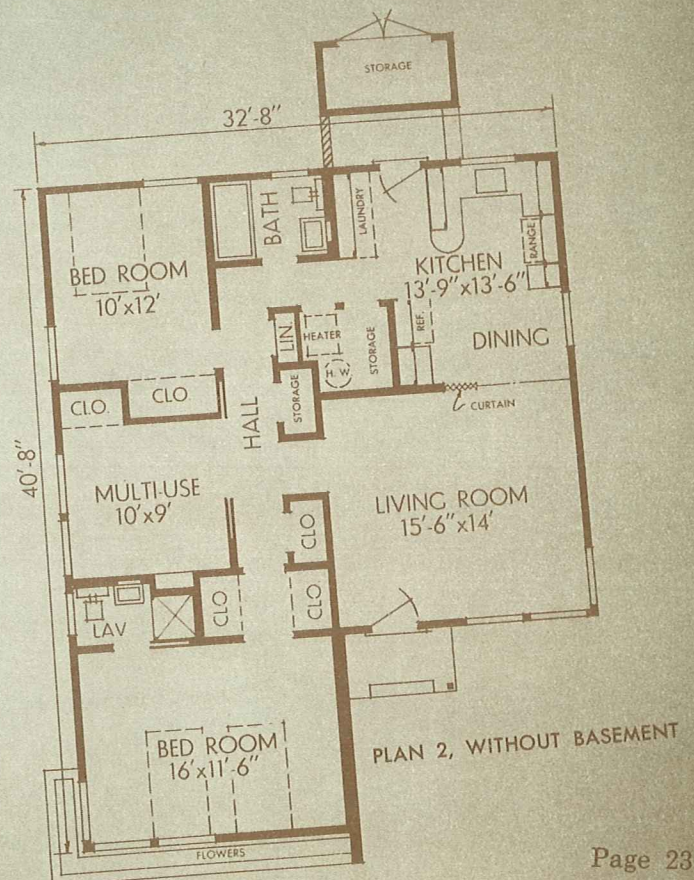 STORAGE
32'-8"
BATH
LAUNDRY
BED ROOM
10'x12'
KITCHEN
13'-9"x13'-6"
RANGE
REF.
LIN.
HEATER
H. W.
STORAGE
DINING
CLO.
CLO
STORAGE
CURTAIN
HALL
40'-8"
MULTI-USE
10'x9'
LIVING ROOM
15'-6"x14'
CLO
CLO
CLO
LAV
BED ROOM
16'x11'-6"
FLOWERS
PLAN 2, WITHOUT BASEMENT
Page 23